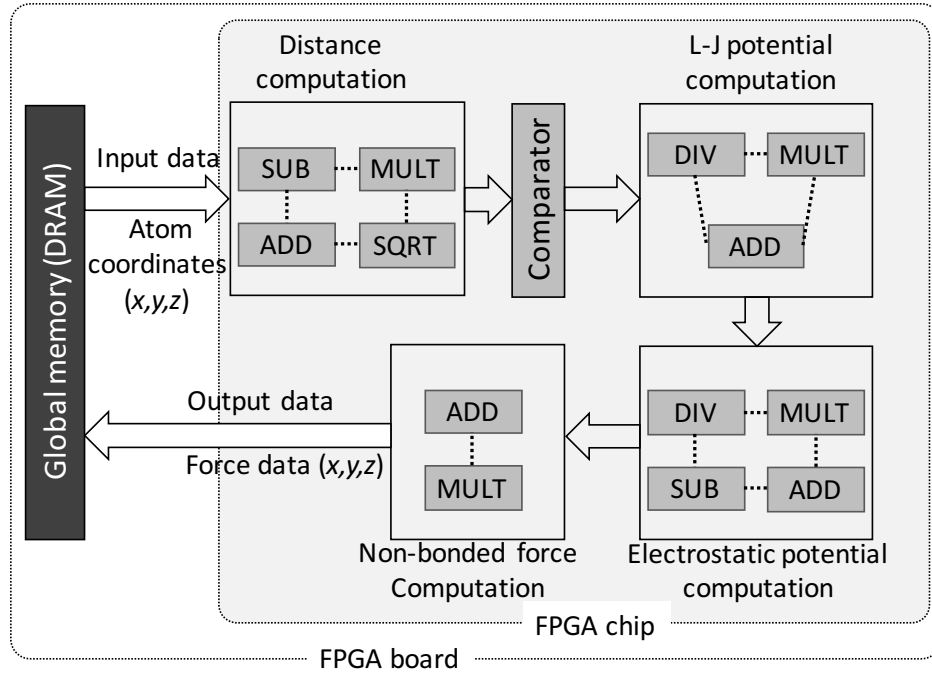 Distance
computation
L-J potential
computation
Global memory (DRAM)
Input data
Atom
coordinates
(x,y,z)
SUB
MULT
ADD
SQRT
Comparator
DIV
MULT
ADD
Output data
Force data (x,y,z)
ADD
MULT
Non-bonded force
Computation
DIV
MULT
SUB
ADD
Electrostatic potential
computation
FPGA chip
FPGA board